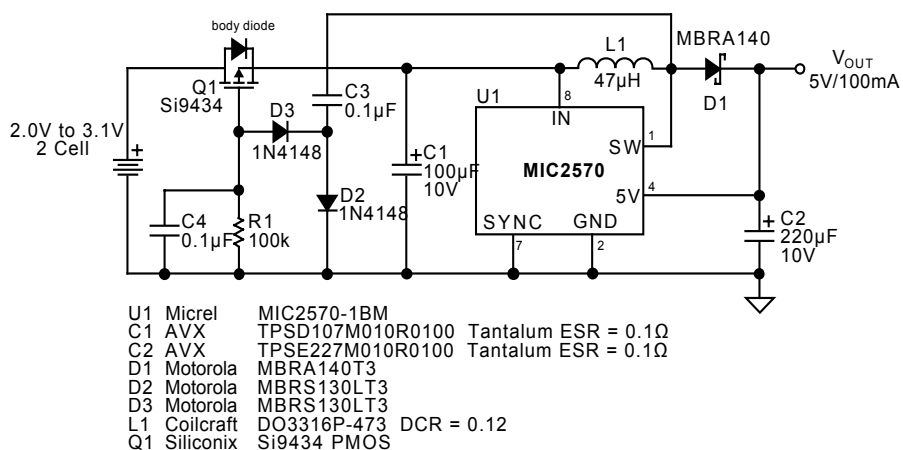 body diode
L1
MBRA140
VOUT
5V/100mA
47µH
D1
Q1
Si9434
C3
0.1µF
U1
8
IN
D3
1N4148
2.0V to 3.1V
2 Cell
+
C1
100µF
10V
SW
1
MIC2570
5V
4
D2
1N4148
C4
0.1µF
R1
100k
SYNC
GND
7
2
+
C2
220µF
10V
+
U1 Micrel MIC2570-1BM
C1 AVX TPSD107M010R0100 Tantalum ESR = 0.1Ω
C2 AVX TPSE227M010R0100 Tantalum ESR = 0.1Ω
D1 Motorola MBRA140T3
D2 Motorola MBRS130LT3
D3 Motorola MBRS130LT3
L1 Coilcraft DO3316P-473 DCR = 0.12
Q1 Siliconix Si9434 PMOS